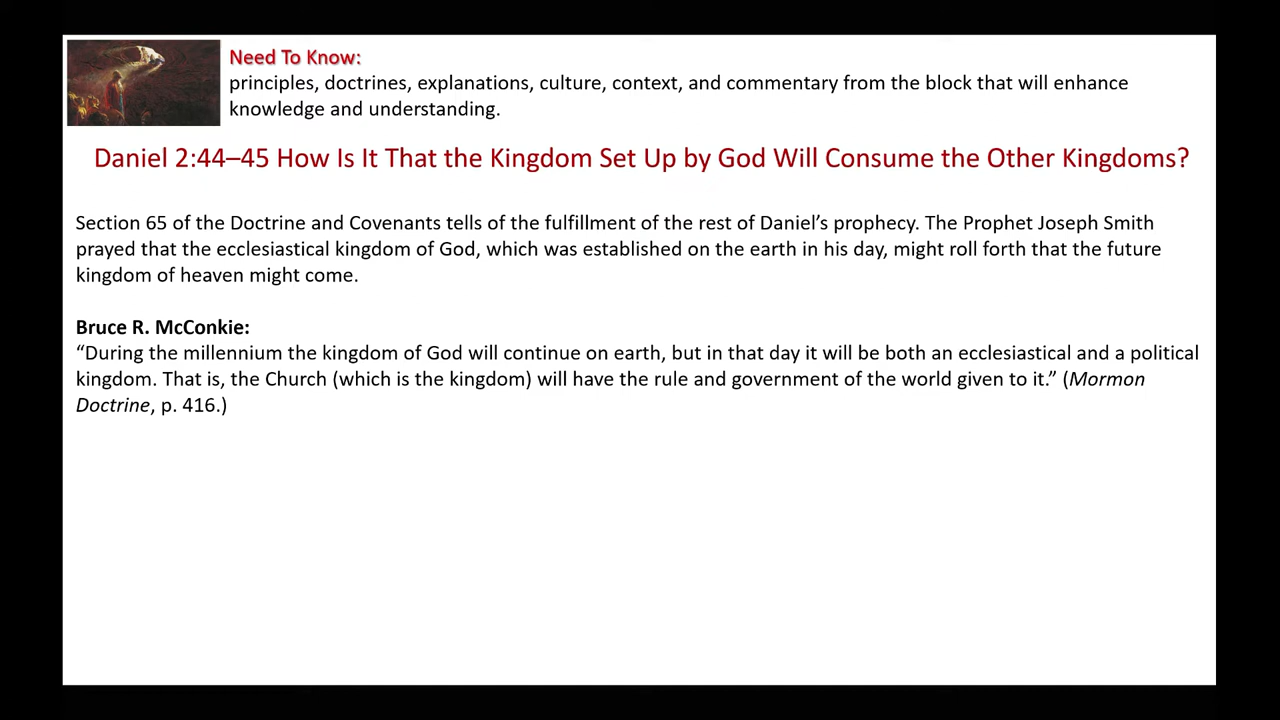 Need To Know:
principles, doctrines, explanations, culture, context, and commentary from the block that will enhance
knowledge and understanding.
Daniel 2:44–45 How Is It That the Kingdom Set Up by God Will Consume the Other Kingdoms?
Section 65 of the Doctrine and Covenants tells of the fulfillment of the rest of Daniel’s prophecy. The Prophet Joseph Smith
prayed that the ecclesiastical kingdom of God, which was established on the earth in his day, might roll forth that the future
kingdom of heaven might come.
Bruce R. McConkie:
“During the millennium the kingdom of God will continue on earth, but in that day it will be both an ecclesiastical and a political
kingdom. That is, the Church (which is the kingdom) will have the rule and government of the world given to it.” (Mormon
Doctrine, p. 416.)